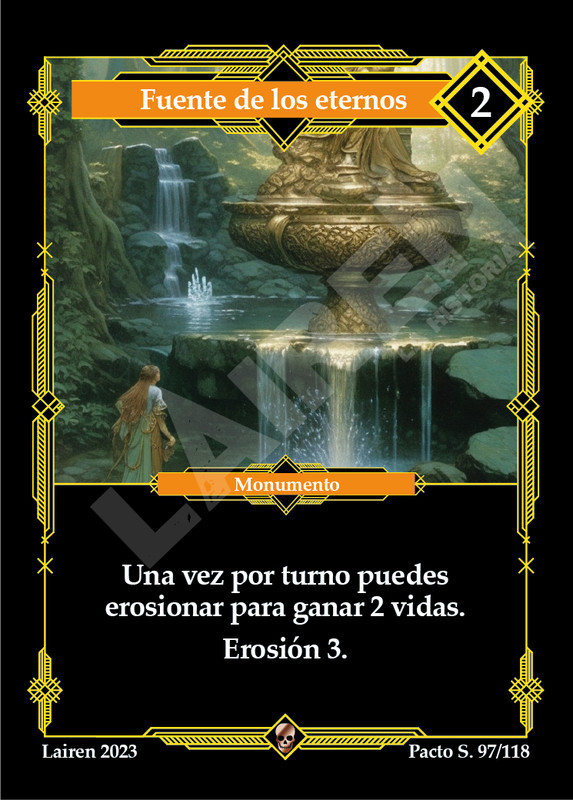 Fuente de los eternos
2
LAIREN
Monumento
Una vez por turno puedes
erosionar para ganar 2 vidas.
Erosión 3.
Lairen 2023
Pacto S. 97/118